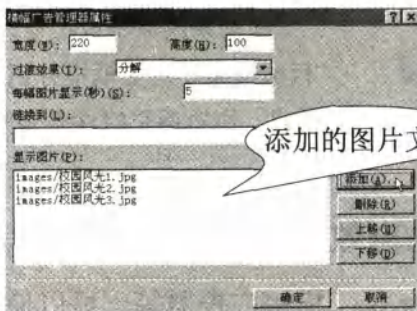 横幅广告管理器属性
宽度(W): 220 高度(H): 100
过渡效果(T): 分解
每幅图片显示(秒)(S): 5
链接到(L):
显示图片(P):
添加的图片文
images/校园风光1.jpg
images/校园风光2.jpg
images/校园风光3.jpg
添加(A)...
删除(R)
上移(U)
下移(D)
确定 取消